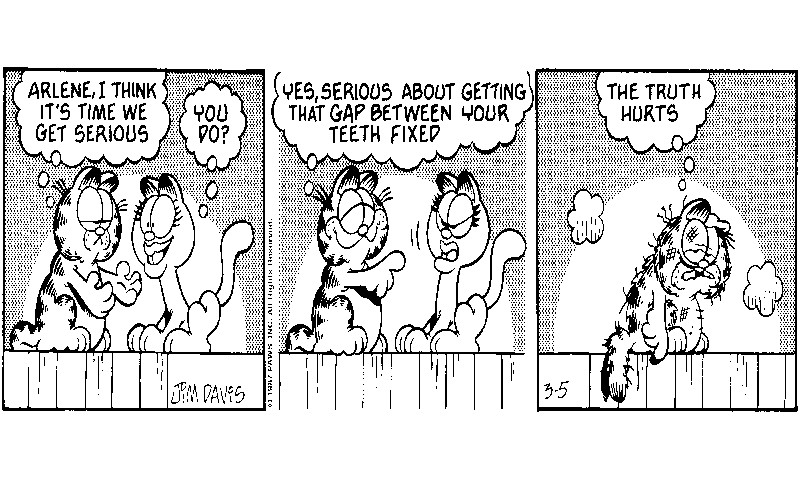 ARLENE, I THINK
IT'S TIME WE
GET SERIOUS
YOU
DO?
JIM DAVIS
YES, SERIOUS ABOUT GETTING
THAT GAP BETWEEN YOUR
TEETH FIXED
THE TRUTH
HURTS
3-5